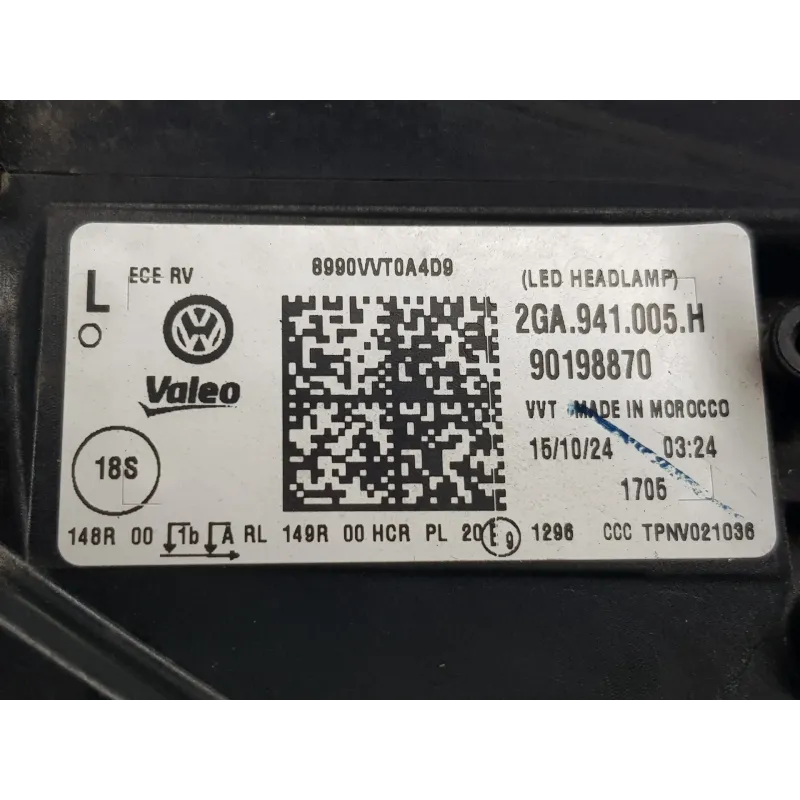 L
ECE RV
8990VVT0A4D9
(LED HEADLAMP)
2GA.941.005.H
Valeo
90198870
VVT MADE IN MOROCCO
18S
15/10/24 03:24
1705
148R 00 1b A RL 149R 00 HCR PL 20 E 9 1296 CCC TPNV021036